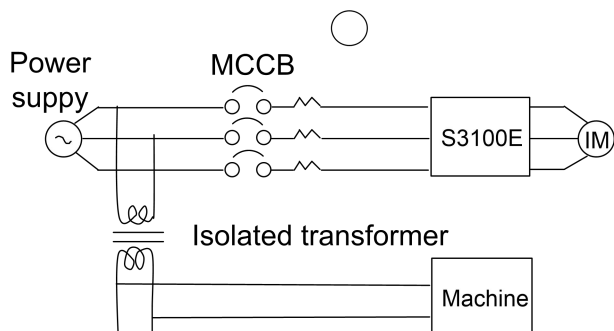 Power
suppy
MCCB
S3100E
IM
Isolated transformer
Machine